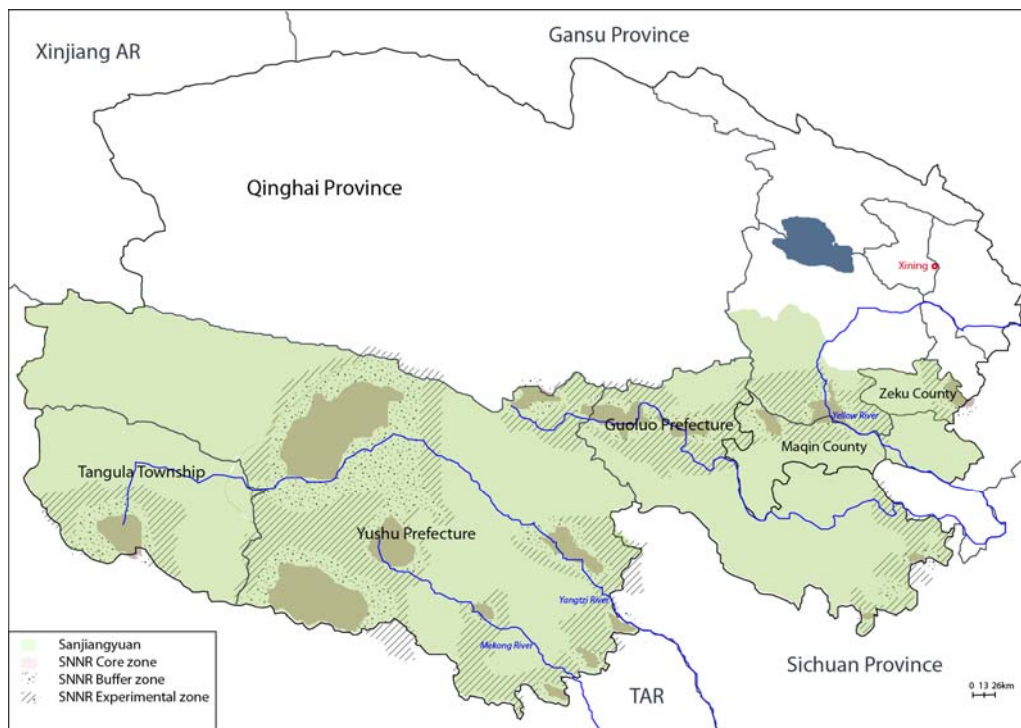 Gansu Province
Xinjiang AR
Qinghai Province
Xining
Zeku County
Yellow River
Guoluo Prefecture
Maqin County
Tangula Township
Yushu Prefecture
Yangtzi River
Mekong River
Sichuan Province
TAR
Sanjiangyuan
SNNR Core zone
SNNR Buffer zone
SNNR Experimental zone
0 13 26km